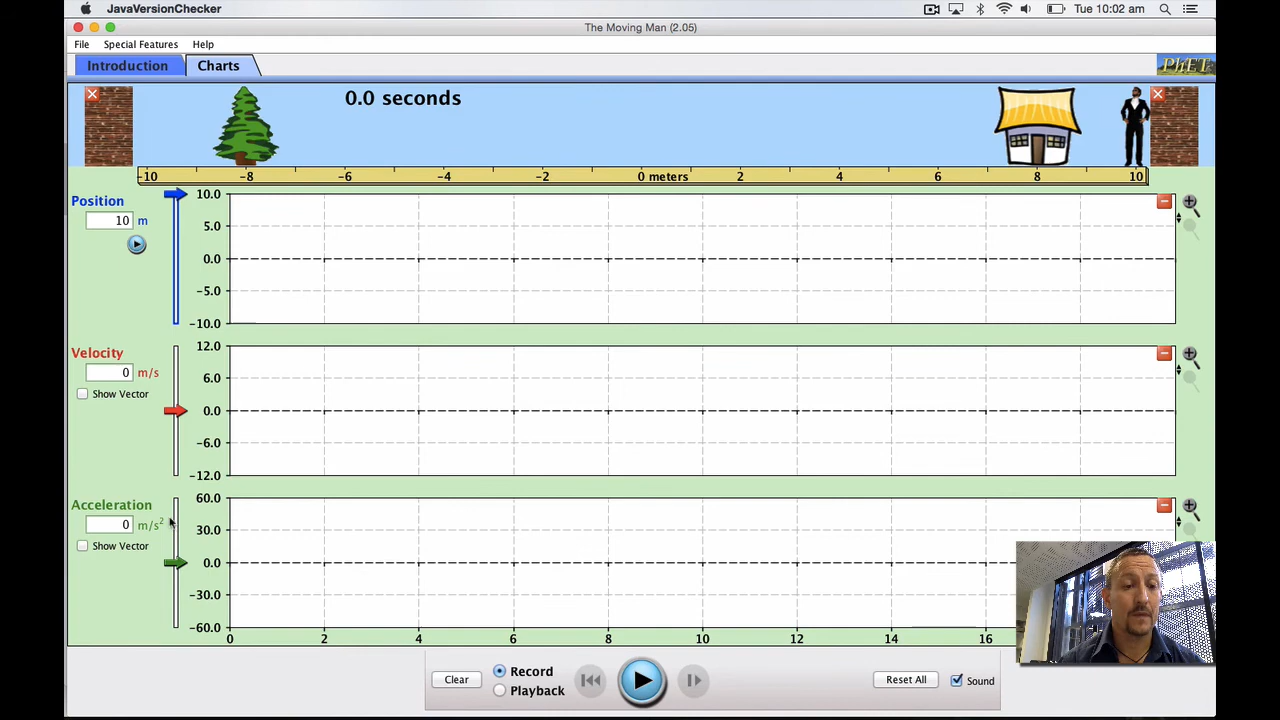 JavaVersionChecker
Tue 10:02 am
The Moving Man (2.05)
File Special Features Help
Introduction Charts
PhET
0.0 seconds
-10 -8 -6 -4 -2 0 meters 2 4 6 8 10
Position
10 m
10.0
5.0
0.0
-5.0
-10.0
Velocity
0 m/s
Show Vector
12.0
6.0
0.0
-6.0
-12.0
Acceleration
0 m/s²
Show Vector
60.0
30.0
0.0
-30.0
-60.0
0 2 4 6 8 10 12 14 16
Clear
Record
Playback
Reset All
Sound